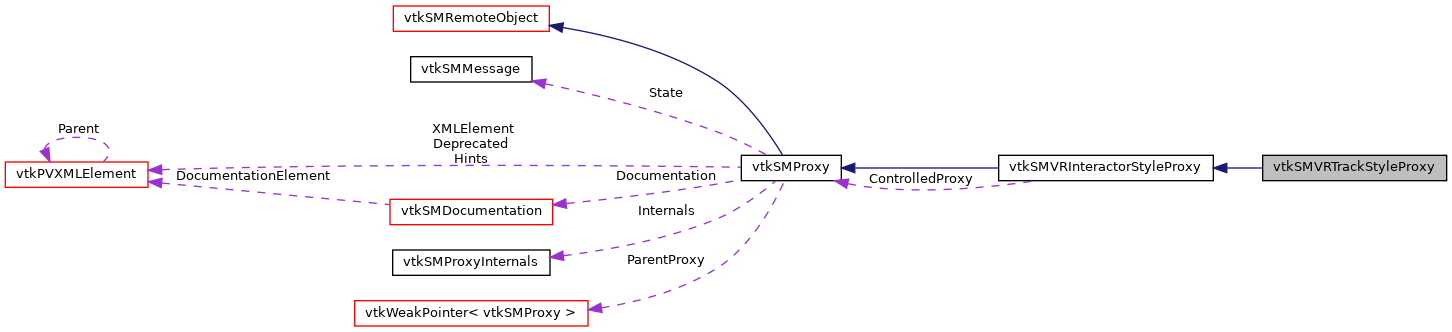 vtkSMRemoteObject
vtkSMMessage
State
Parent
XMLElement
Deprecated
Hints
vtkPVXMLElement
DocumentationElement
Documentation
vtkSMProxy
vtkSMVRInteractorStyleProxy
vtkSMVRTrackStyleProxy
ControlledProxy
vtkSMDocumentation
Internals
vtkSMProxyInternals
ParentProxy
vtkWeakPointer< vtkSMProxy >